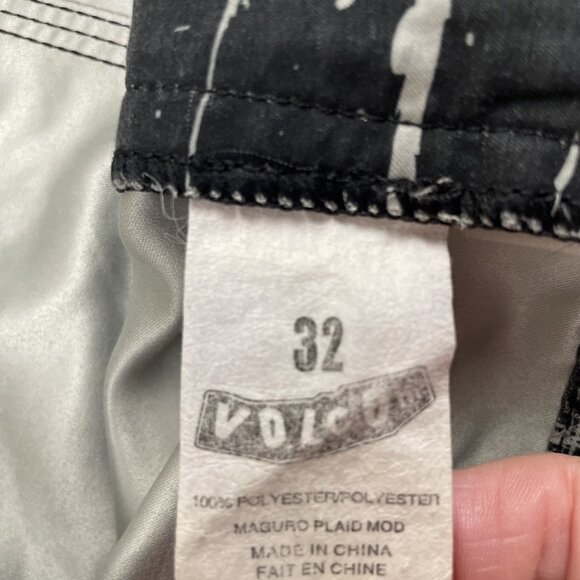 32
VOLCOM
100% POLYESTER/POLYESTER
MAGURO PLAID MOD
MADE IN CHINA
FAIT EN CHINE